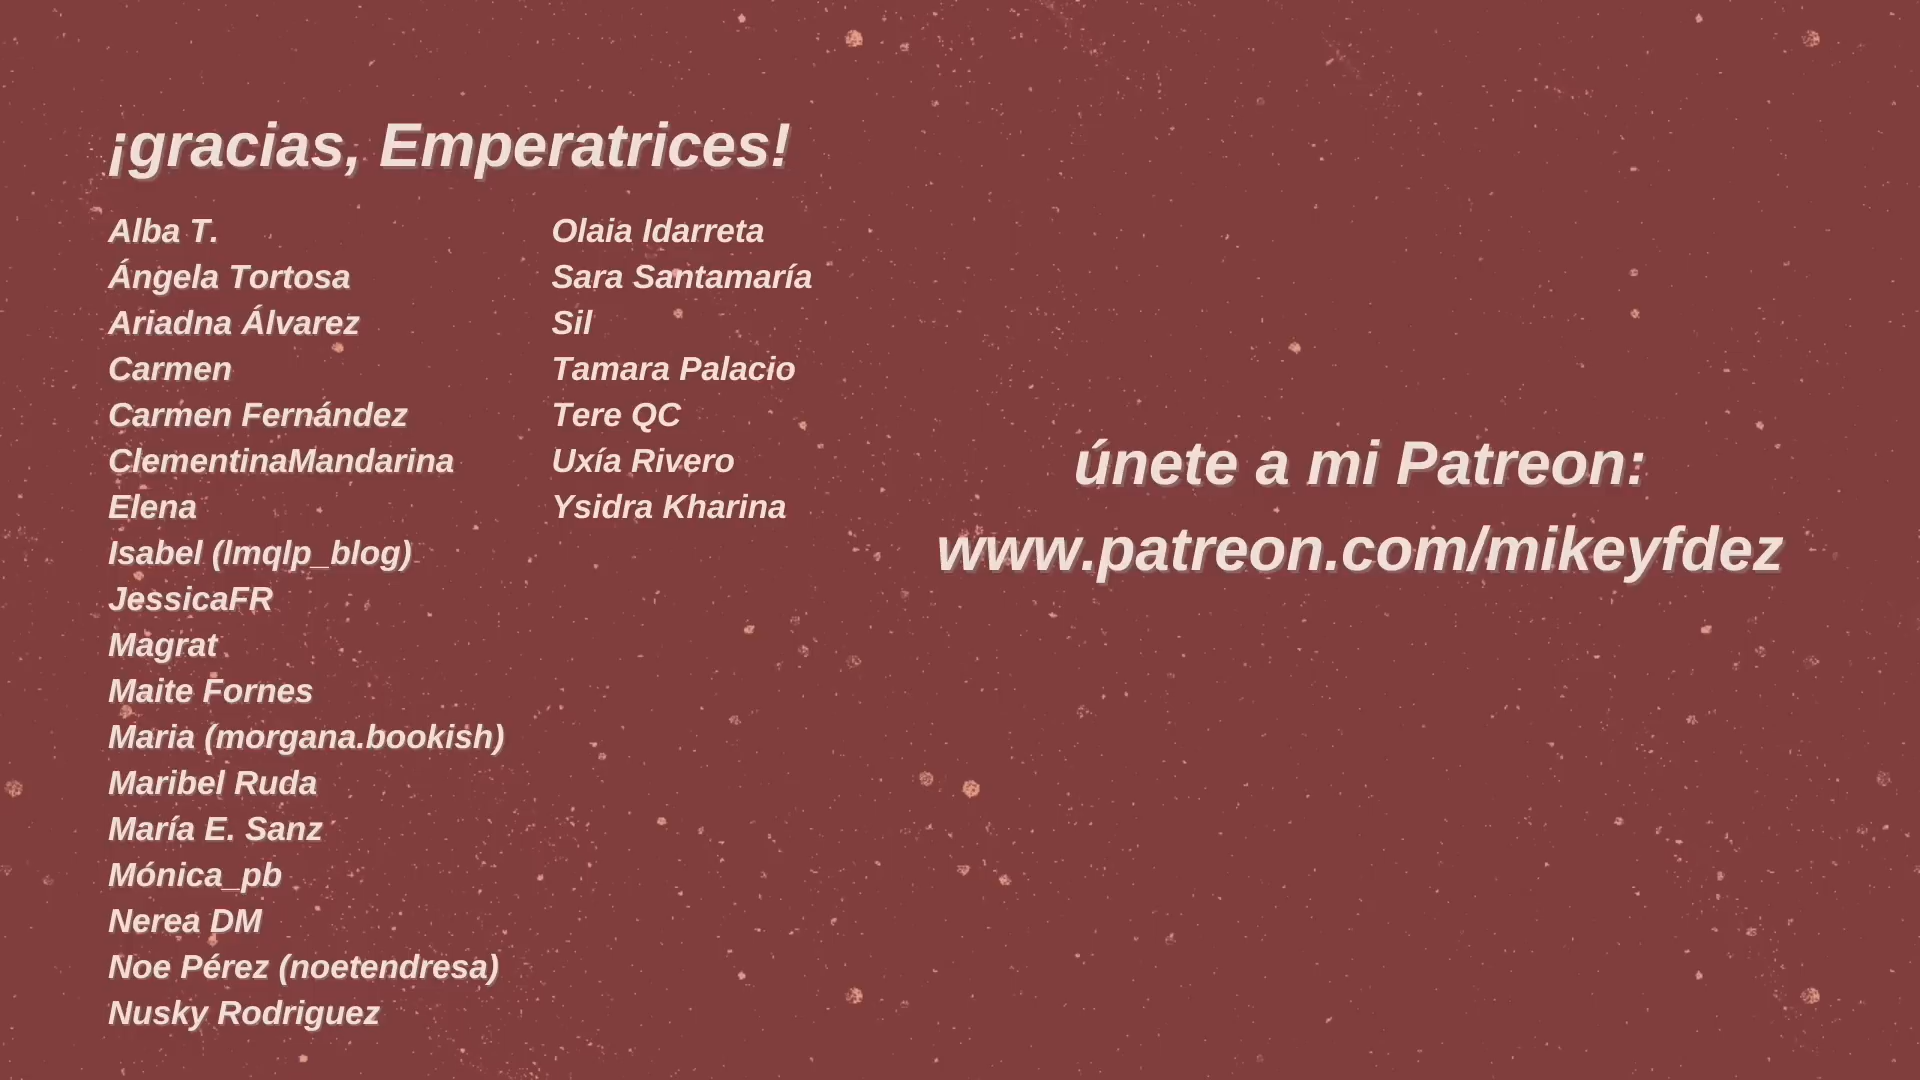 ¡gracias, Emperatrices!
Alba T.
Ángela Tortosa
Ariadna Álvarez
Carmen
Carmen Fernández
ClementinaMandarina
Elena
Isabel (lmqlp_blog)
JessicaFR
Magrat
Maite Fornes
Maria (morgana.bookish)
Maribel Ruda
María E. Sanz
Mónica_pb
Nerea DM
Noe Pérez (noetendresa)
Nusky Rodriguez
Olaia Idarreta
Sara Santamaría
Sil
Tamara Palacio
Tere QC
Uxía Rivero
Ysidra Kharina
únete a mi Patreon:
www.patreon.com/mikeyfdez